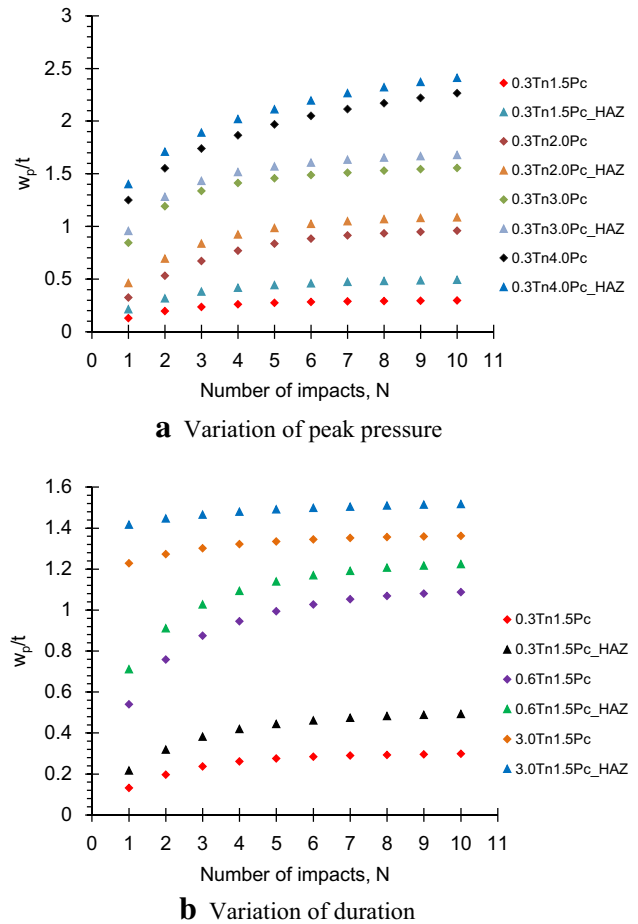 3
2.5
2
1.5
1
0.5
0
w_p/t
0 1 2 3 4 5 6 7 8 9 10 11
Number of impacts, N
0.3Tn1.5Pc
0.3Tn1.5Pc_HAZ
0.3Tn2.0Pc
0.3Tn2.0Pc_HAZ
0.3Tn3.0Pc
0.3Tn3.0Pc_HAZ
0.3Tn4.0Pc
0.3Tn4.0Pc_HAZ
a Variation of peak pressure
1.6
1.4
1.2
1
0.8
0.6
0.4
0.2
0
w_p/t
0 1 2 3 4 5 6 7 8 9 10 11
Number of impacts, N
0.3Tn1.5Pc
0.3Tn1.5Pc_HAZ
0.6Tn1.5Pc
0.6Tn1.5Pc_HAZ
3.0Tn1.5Pc
3.0Tn1.5Pc_HAZ
b Variation of duration